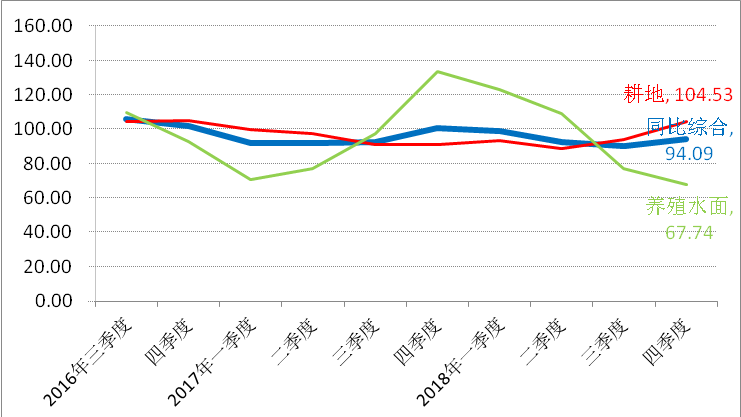 160.00
140.00
120.00
100.00
80.00
60.00
40.00
20.00
0.00
耕地, 104.53
同比综合,
94.09
养殖水面,
67.74
2016年三季度
四季度
2017年一季度
二季度
三季度
四季度
2018年一季度
二季度
三季度
四季度